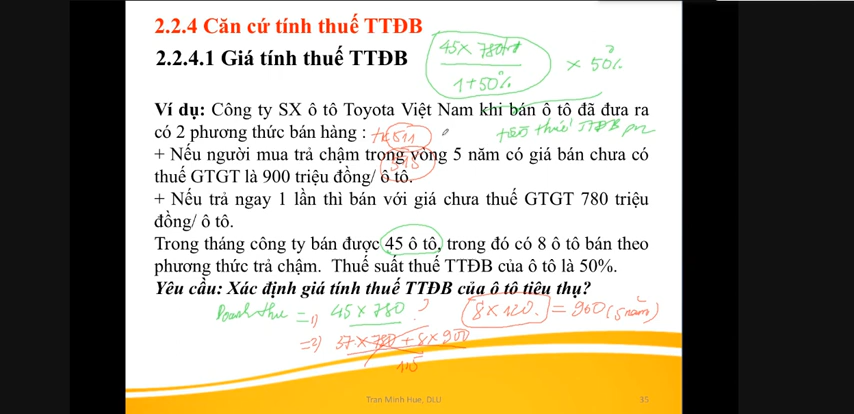 2.2.4 Căn cứ tính thuế TTĐB
2.2.4.1 Giá tính thuế TTĐB
45 x 780
1+50%
x 50%
Ví dụ: Công ty SX ô tô Toyota Việt Nam khi bán ô tô đã đưa ra
có 2 phương thức bán hàng :
511
thuế TTĐB
+ Nếu người mua trả chậm trong vòng 5 năm có giá bán chưa có
thuế GTGT là 900 triệu đồng/ ô tô.
+ Nếu trả ngay 1 lần thì bán với giá chưa thuế GTGT 780 triệu
đồng/ ô tô.
Trong tháng công ty bán được 45 ô tô, trong đó có 8 ô tô bán theo
phương thức trả chậm. Thuế suất thuế TTĐB của ô tô là 50%.
Yêu cầu: Xác định giá tính thuế TTĐB của ô tô tiêu thụ?
Doanh thu =1) 45 x 780 ?
8 x 120. = 960 (5 năm)
=2) 37 x 780 + 8 x 900
Tran Minh Hue, DLU
35